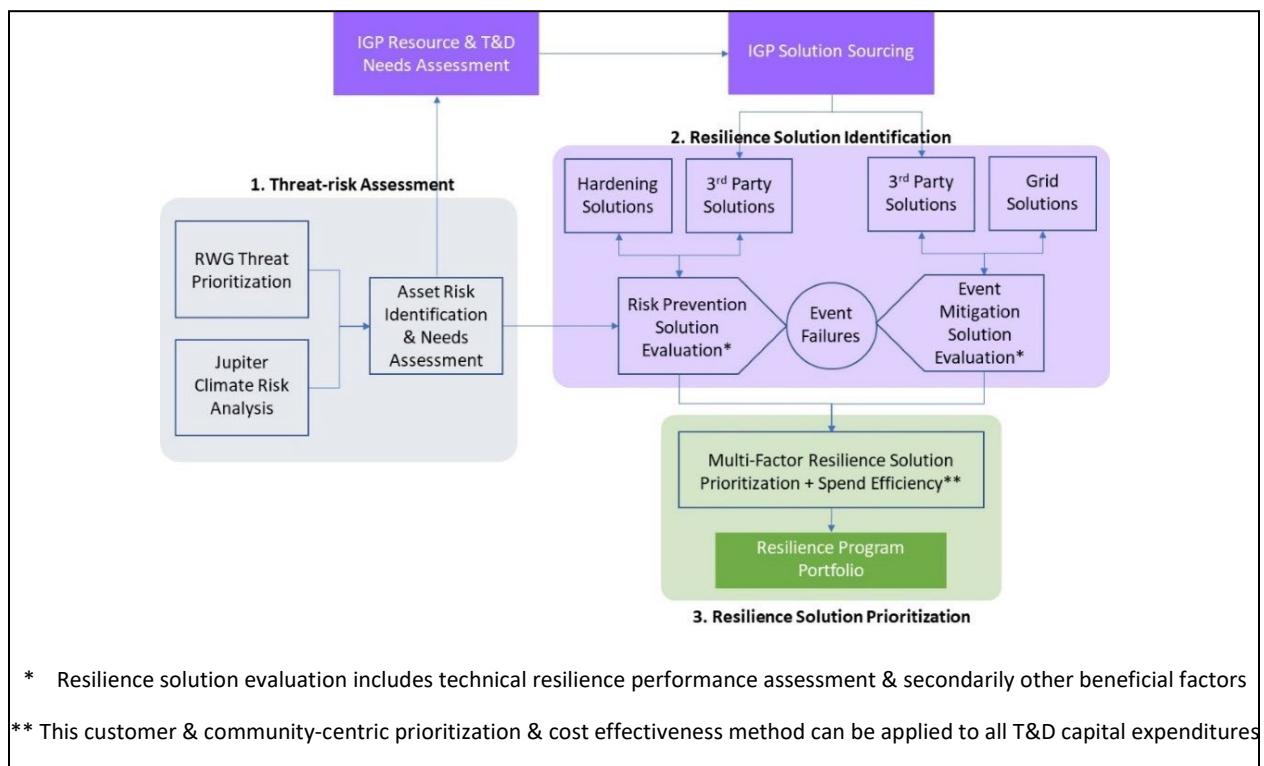 IGP Resource & T&D
Needs Assessment
IGP Solution Sourcing
2. Resilience Solution Identification
1. Threat-risk Assessment
Hardening
Solutions
3rd Party
Solutions
3rd Party
Solutions
Grid
Solutions
RWG Threat
Prioritization
Jupiter
Climate Risk
Analysis
Asset Risk
Identification
& Needs
Assessment
Risk Prevention
Solution
Evaluation*
Event
Failures
Event
Mitigation
Solution
Evaluation*
Multi-Factor Resilience Solution
Prioritization + Spend Efficiency**
Resilience Program
Portfolio
3. Resilience Solution Prioritization
* Resilience solution evaluation includes technical resilience performance assessment & secondarily other beneficial factors
** This customer & community-centric prioritization & cost effectiveness method can be applied to all T&D capital expenditures